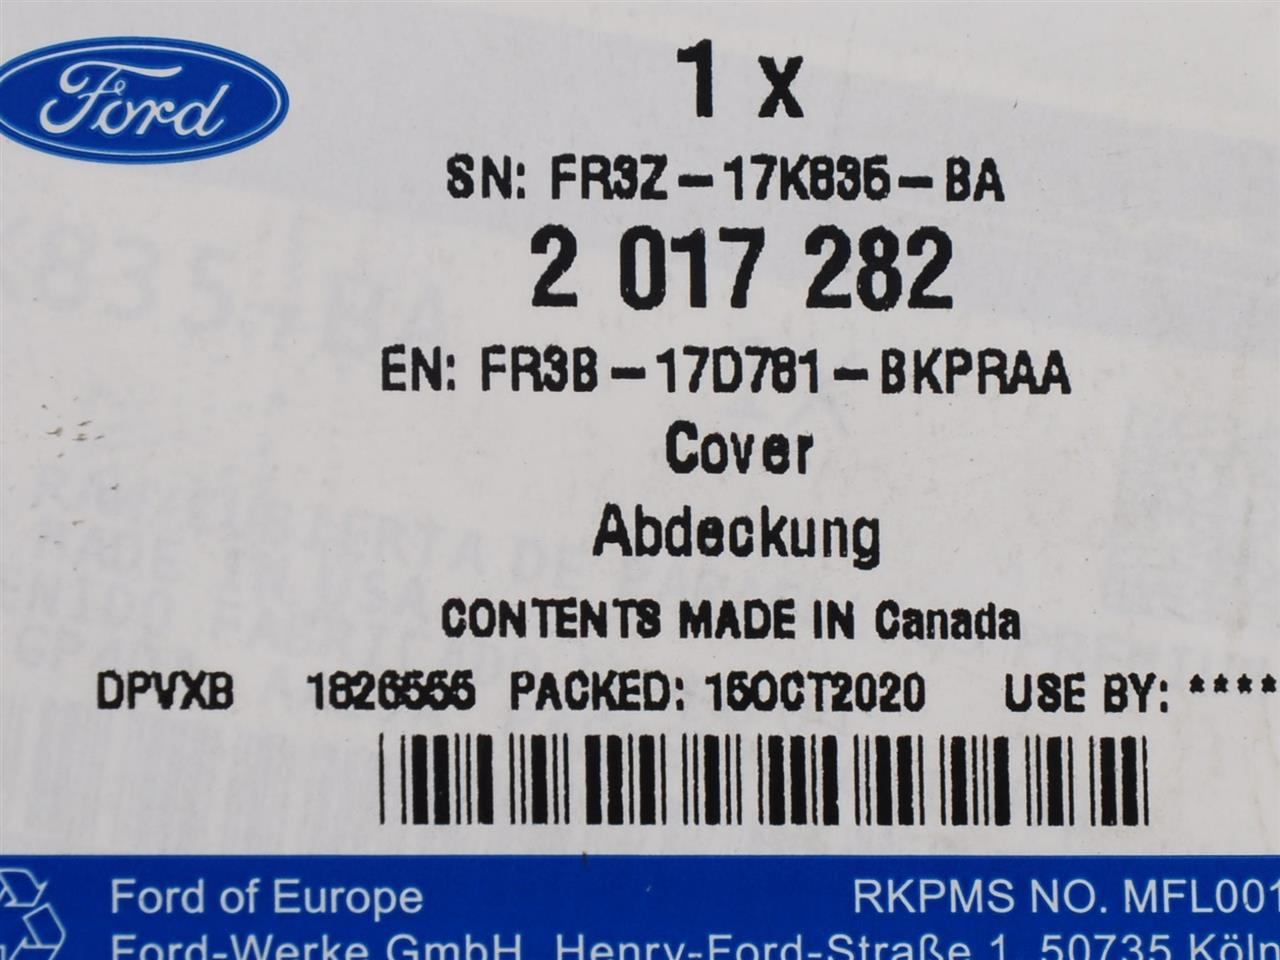 Ford
1 x
SN: FR3Z-17K835-BA
2 017 282
EN: FR3B-17D781-BKPRAA
Cover
Abdeckung
CONTENTS MADE IN Canada
DPVXB 1826555 PACKED: 15OCT2020 USE BY: ****
Ford of Europe RKPMS NO. MFL001
Ford-Werke GmbH, Henry-Ford-Straße 1, 50735 Köln